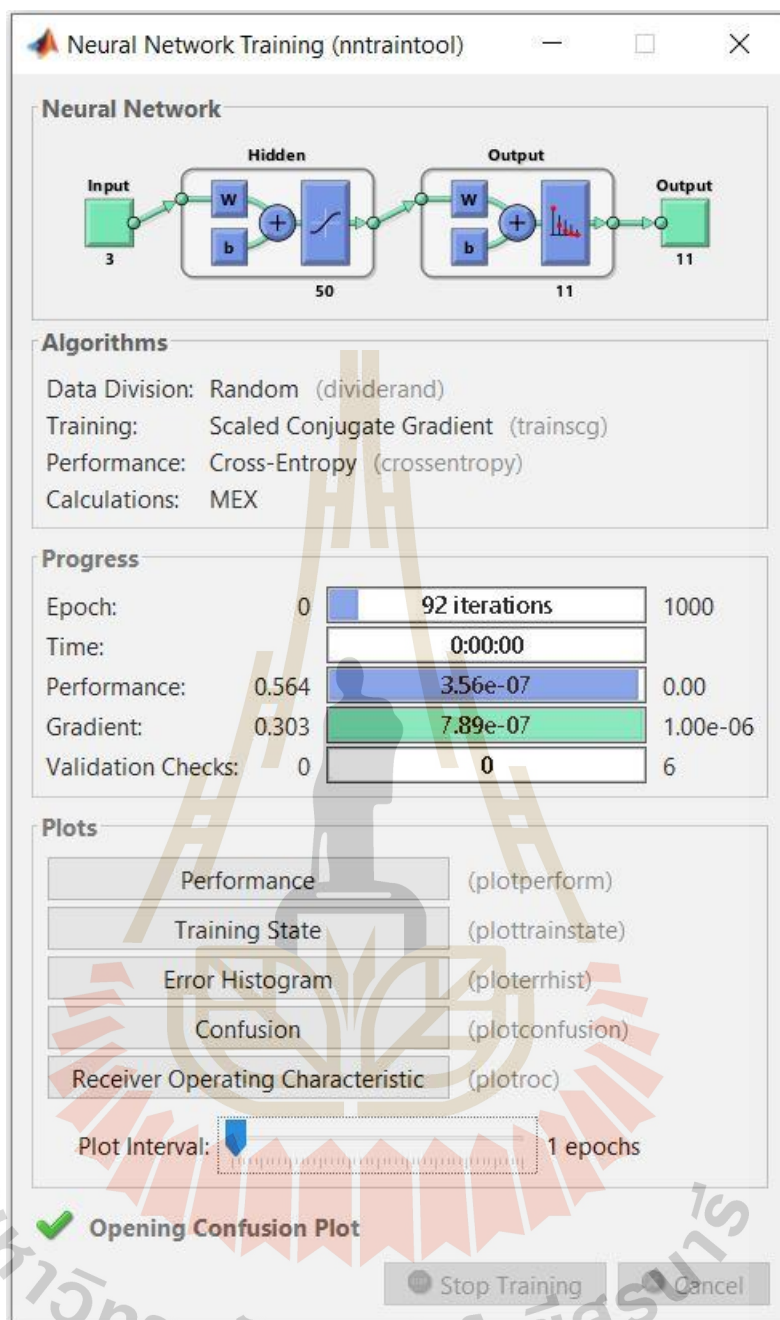 Neural Network Training (nntraintool)
Neural Network
Hidden
Output
Input
Output
W
W
b
b
3
50
11
11
Algorithms
Data Division: Random (dividerand)
Training: Scaled Conjugate Gradient (trainscg)
Performance: Cross-Entropy (crossentropy)
Calculations: MEX
Progress
Epoch: 0 92 iterations 1000
Time: 0:00:00
Performance: 0.564 3.56e-07 0.00
Gradient: 0.303 7.89e-07 1.00e-06
Validation Checks: 0 0 6
Plots
Performance (plotperform)
Training State (plottrainstate)
Error Histogram (ploterrhist)
Confusion (plotconfusion)
Receiver Operating Characteristic (plotroc)
Plot Interval: 1 epochs
Opening Confusion Plot
Stop Training Cancel